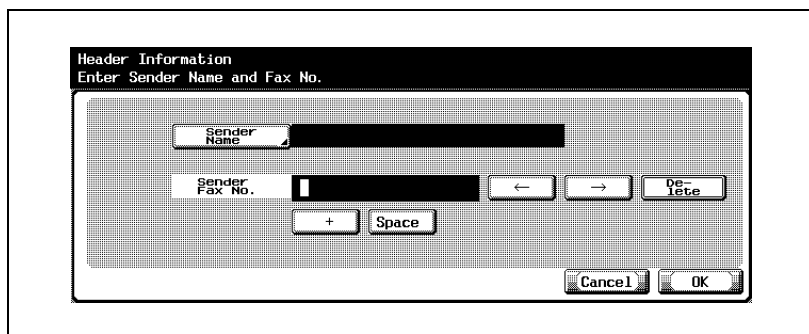 Header Information
Enter Sender Name and Fax No.
Sender
Name
Sender
Fax No.
← → De-
lete
+ Space
Cancel OK